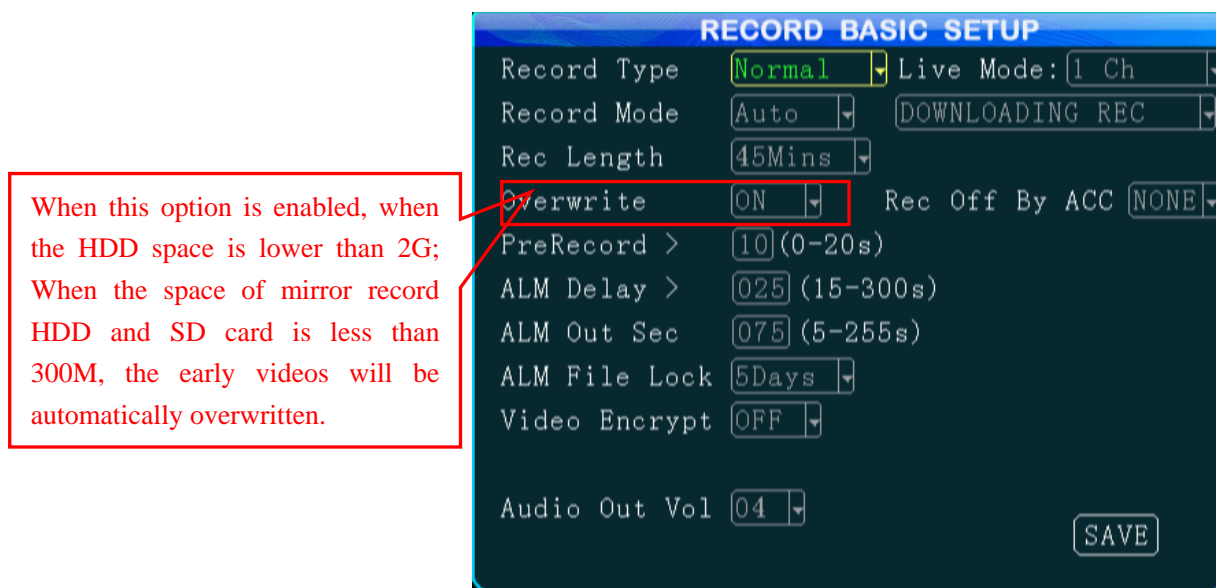 RECORD BASIC SETUP
Record Type Normal Live Mode: 1 Ch
Record Mode Auto DOWNLOADING REC
Rec Length 45Mins
Overwrite ON Rec Off By ACC NONE
PreRecord > 10 (0-20s)
ALM Delay > 025 (15-300s)
ALM Out Sec 075 (5-255s)
ALM File Lock 5Days
Video Encrypt OFF
Audio Out Vol 04
SAVE
When this option is enabled, when
the HDD space is lower than 2G;
When the space of mirror record
HDD and SD card is less than
300M, the early videos will be
automatically overwritten.